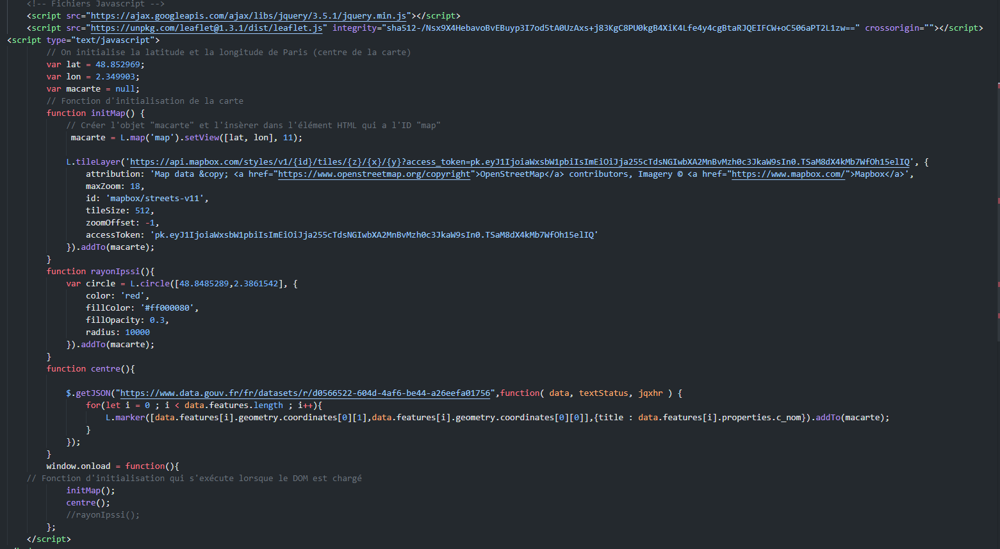 <!-- Fichiers Javascript -->
<script src="https://ajax.googleapis.com/ajax/libs/jquery/3.5.1/jquery.min.js"></script>
<script src="https://unpkg.com/leaflet@1.3.1/dist/leaflet.js" integrity="sha512-/Nsx9X4HebavoBvEBuyp3I7od5tA0UzAxs+j83KgC8PU0kgB4XiK4Lfe4y4cgBtaRJQEIFCW+oC506aPT2L1zw==" crossorigin=""></script>
<script type="text/javascript">
// On initialise la latitude et la longitude de Paris (centre de la carte)
var lat = 48.852969;
var lon = 2.349903;
var macarte = null;
// Fonction d'initialisation de la carte
function initMap() {
// Créer l'objet "macarte" et l'insèrer dans l'élément HTML qui a l'ID "map"
macarte = L.map('map').setView([lat, lon], 11);
L.tileLayer('https://api.mapbox.com/styles/v1/{id}/tiles/{z}/{x}/{y}?access_token=pk.eyJ1IjoiaWxsbW1pbiIsImEiOiJja255cTdsNGIwbXA2MnBvMzh0c3JkaW9sIn0.TSaM8dX4kMb7WfOh15elIQ', {
attribution: 'Map data &copy; <a href="https://www.openstreetmap.org/copyright">OpenStreetMap</a> contributors, Imagery © <a href="https://www.mapbox.com/">Mapbox</a>',
maxZoom: 18,
id: 'mapbox/streets-v11',
tileSize: 512,
zoomOffset: -1,
accessToken: 'pk.eyJ1IjoiaWxsbW1pbiIsImEiOiJja255cTdsNGIwbXA2MnBvMzh0c3JkaW9sIn0.TSaM8dX4kMb7WfOh15elIQ'
}).addTo(macarte);
}
function rayonIpssi(){
var circle = L.circle([48.8485289,2.3861542], {
color: 'red',
fillColor: '#ff000080',
fillOpacity: 0.3,
radius: 10000
}).addTo(macarte);
}
function centre(){
$.getJSON("https://www.data.gouv.fr/fr/datasets/r/d0566522-604d-4af6-be44-a26eefa01756",function( data, textStatus, jqxhr ) {
for(let i = 0 ; i < data.features.length ; i++){
L.marker([data.features[i].geometry.coordinates[0][1],data.features[i].geometry.coordinates[0][0]],{title : data.features[i].properties.c_nom}).addTo(macarte);
}
});
}
window.onload = function(){
// Fonction d'initialisation qui s'exécute lorsque le DOM est chargé
initMap();
centre();
//rayonIpssi();
};
</script>